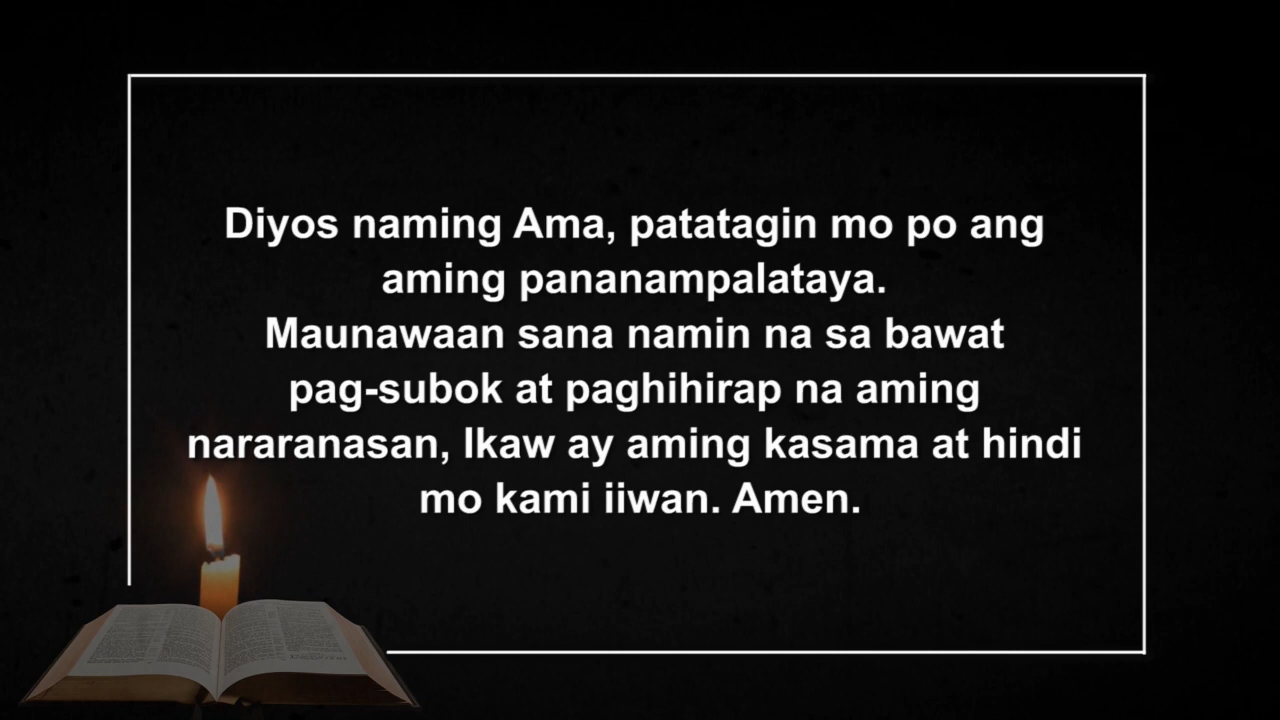 Diyos naming Ama, patatagin mo po ang
aming pananampalataya.
Maunawaan sana namin na sa bawat
pag-subok at paghihirap na aming
nararanasan, Ikaw ay aming kasama at hindi
mo kami iiwan. Amen.